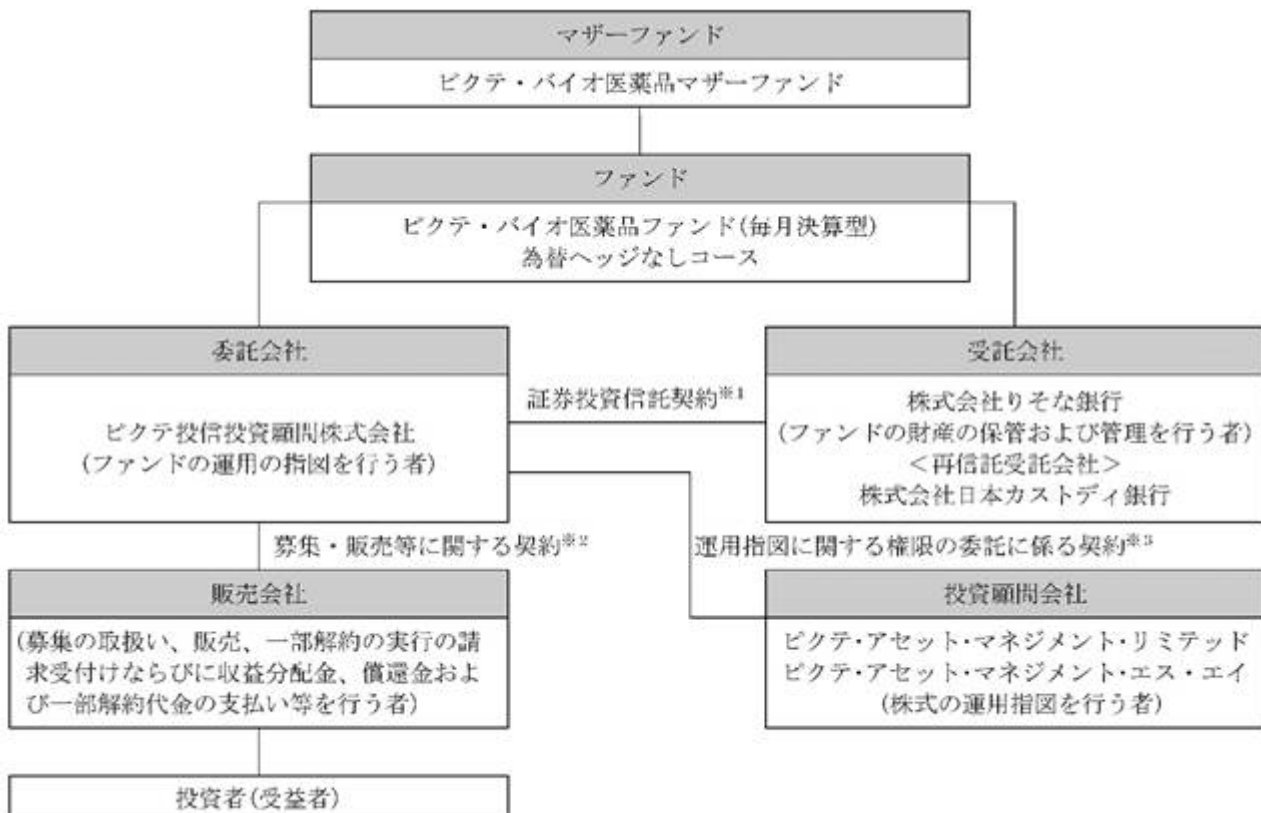 マザーファンド
ピクテ・バイオ医薬品マザーファンド
ファンド
ピクテ・バイオ医薬品ファンド(毎月決算型)
為替ヘッジなしコース
委託会社
ピクテ投信投資顧問株式会社
(ファンドの運用の指図を行う者)
証券投資信託契約※1
受託会社
株式会社りそな銀行
(ファンドの財産の保管および管理を行う者)
<再信託受託会社>
株式会社日本カストディ銀行
募集・販売等に関する契約※2
運用指図に関する権限の委託に係る契約※3
販売会社
(募集の取扱い、販売、一部解約の実行の請
求受付けならびに収益分配金、償還金およ
び一部解約代金の支払い等を行う者)
投資顧問会社
ピクテ・アセット・マネジメント・リミテッド
ピクテ・アセット・マネジメント・エス・エイ
(株式の運用指図を行う者)
投資者(受益者)